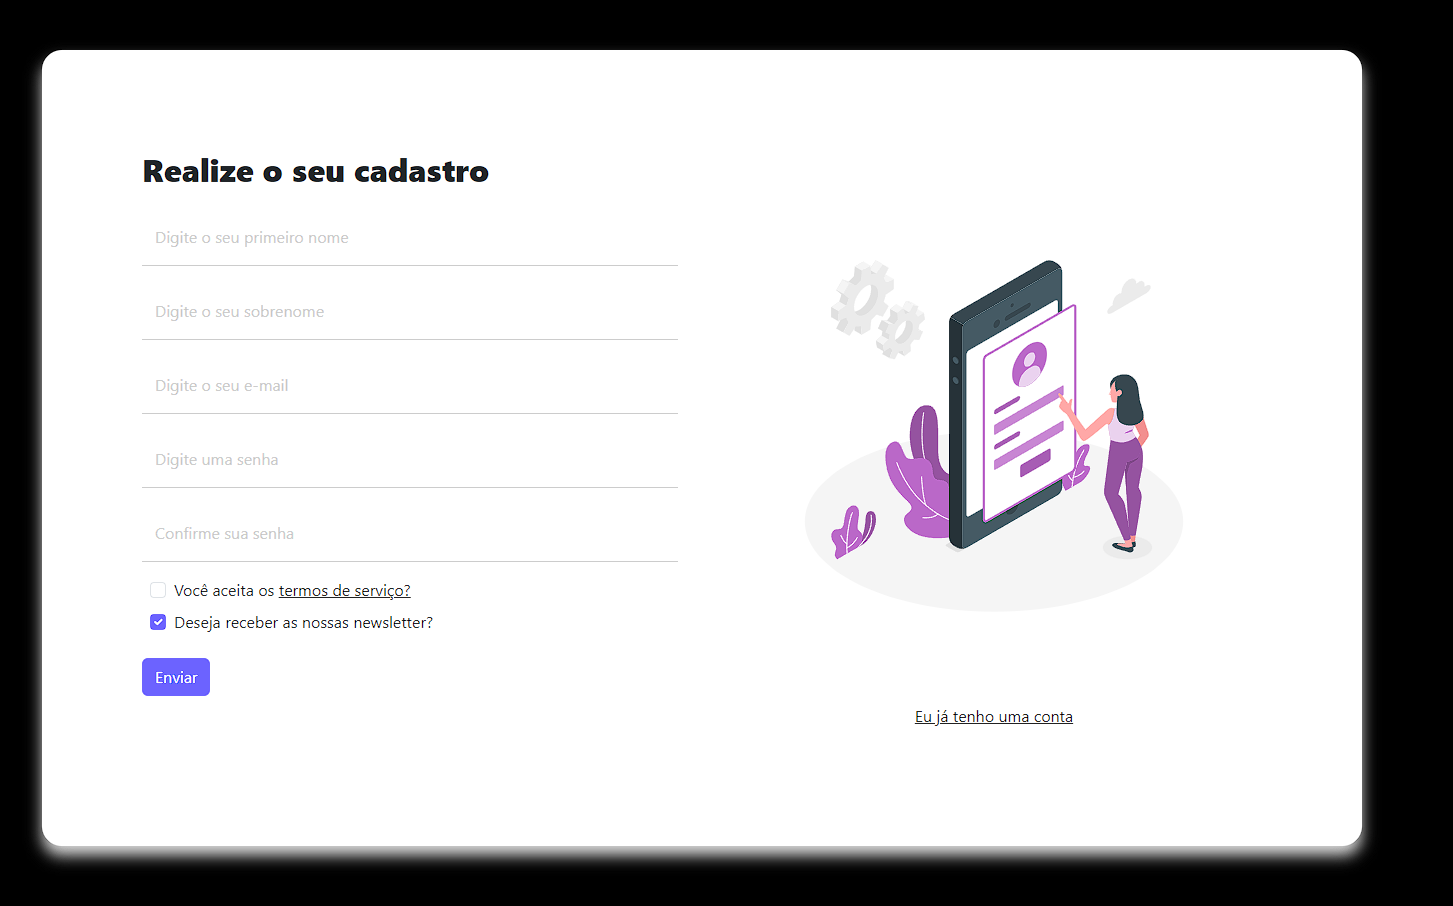 Realize o seu cadastro
Digite o seu primeiro nome
Digite o seu sobrenome
Digite o seu e-mail
Digite uma senha
Confirme sua senha
Você aceita os termos de serviço?
Deseja receber as nossas newsletter?
Enviar
Eu já tenho uma conta